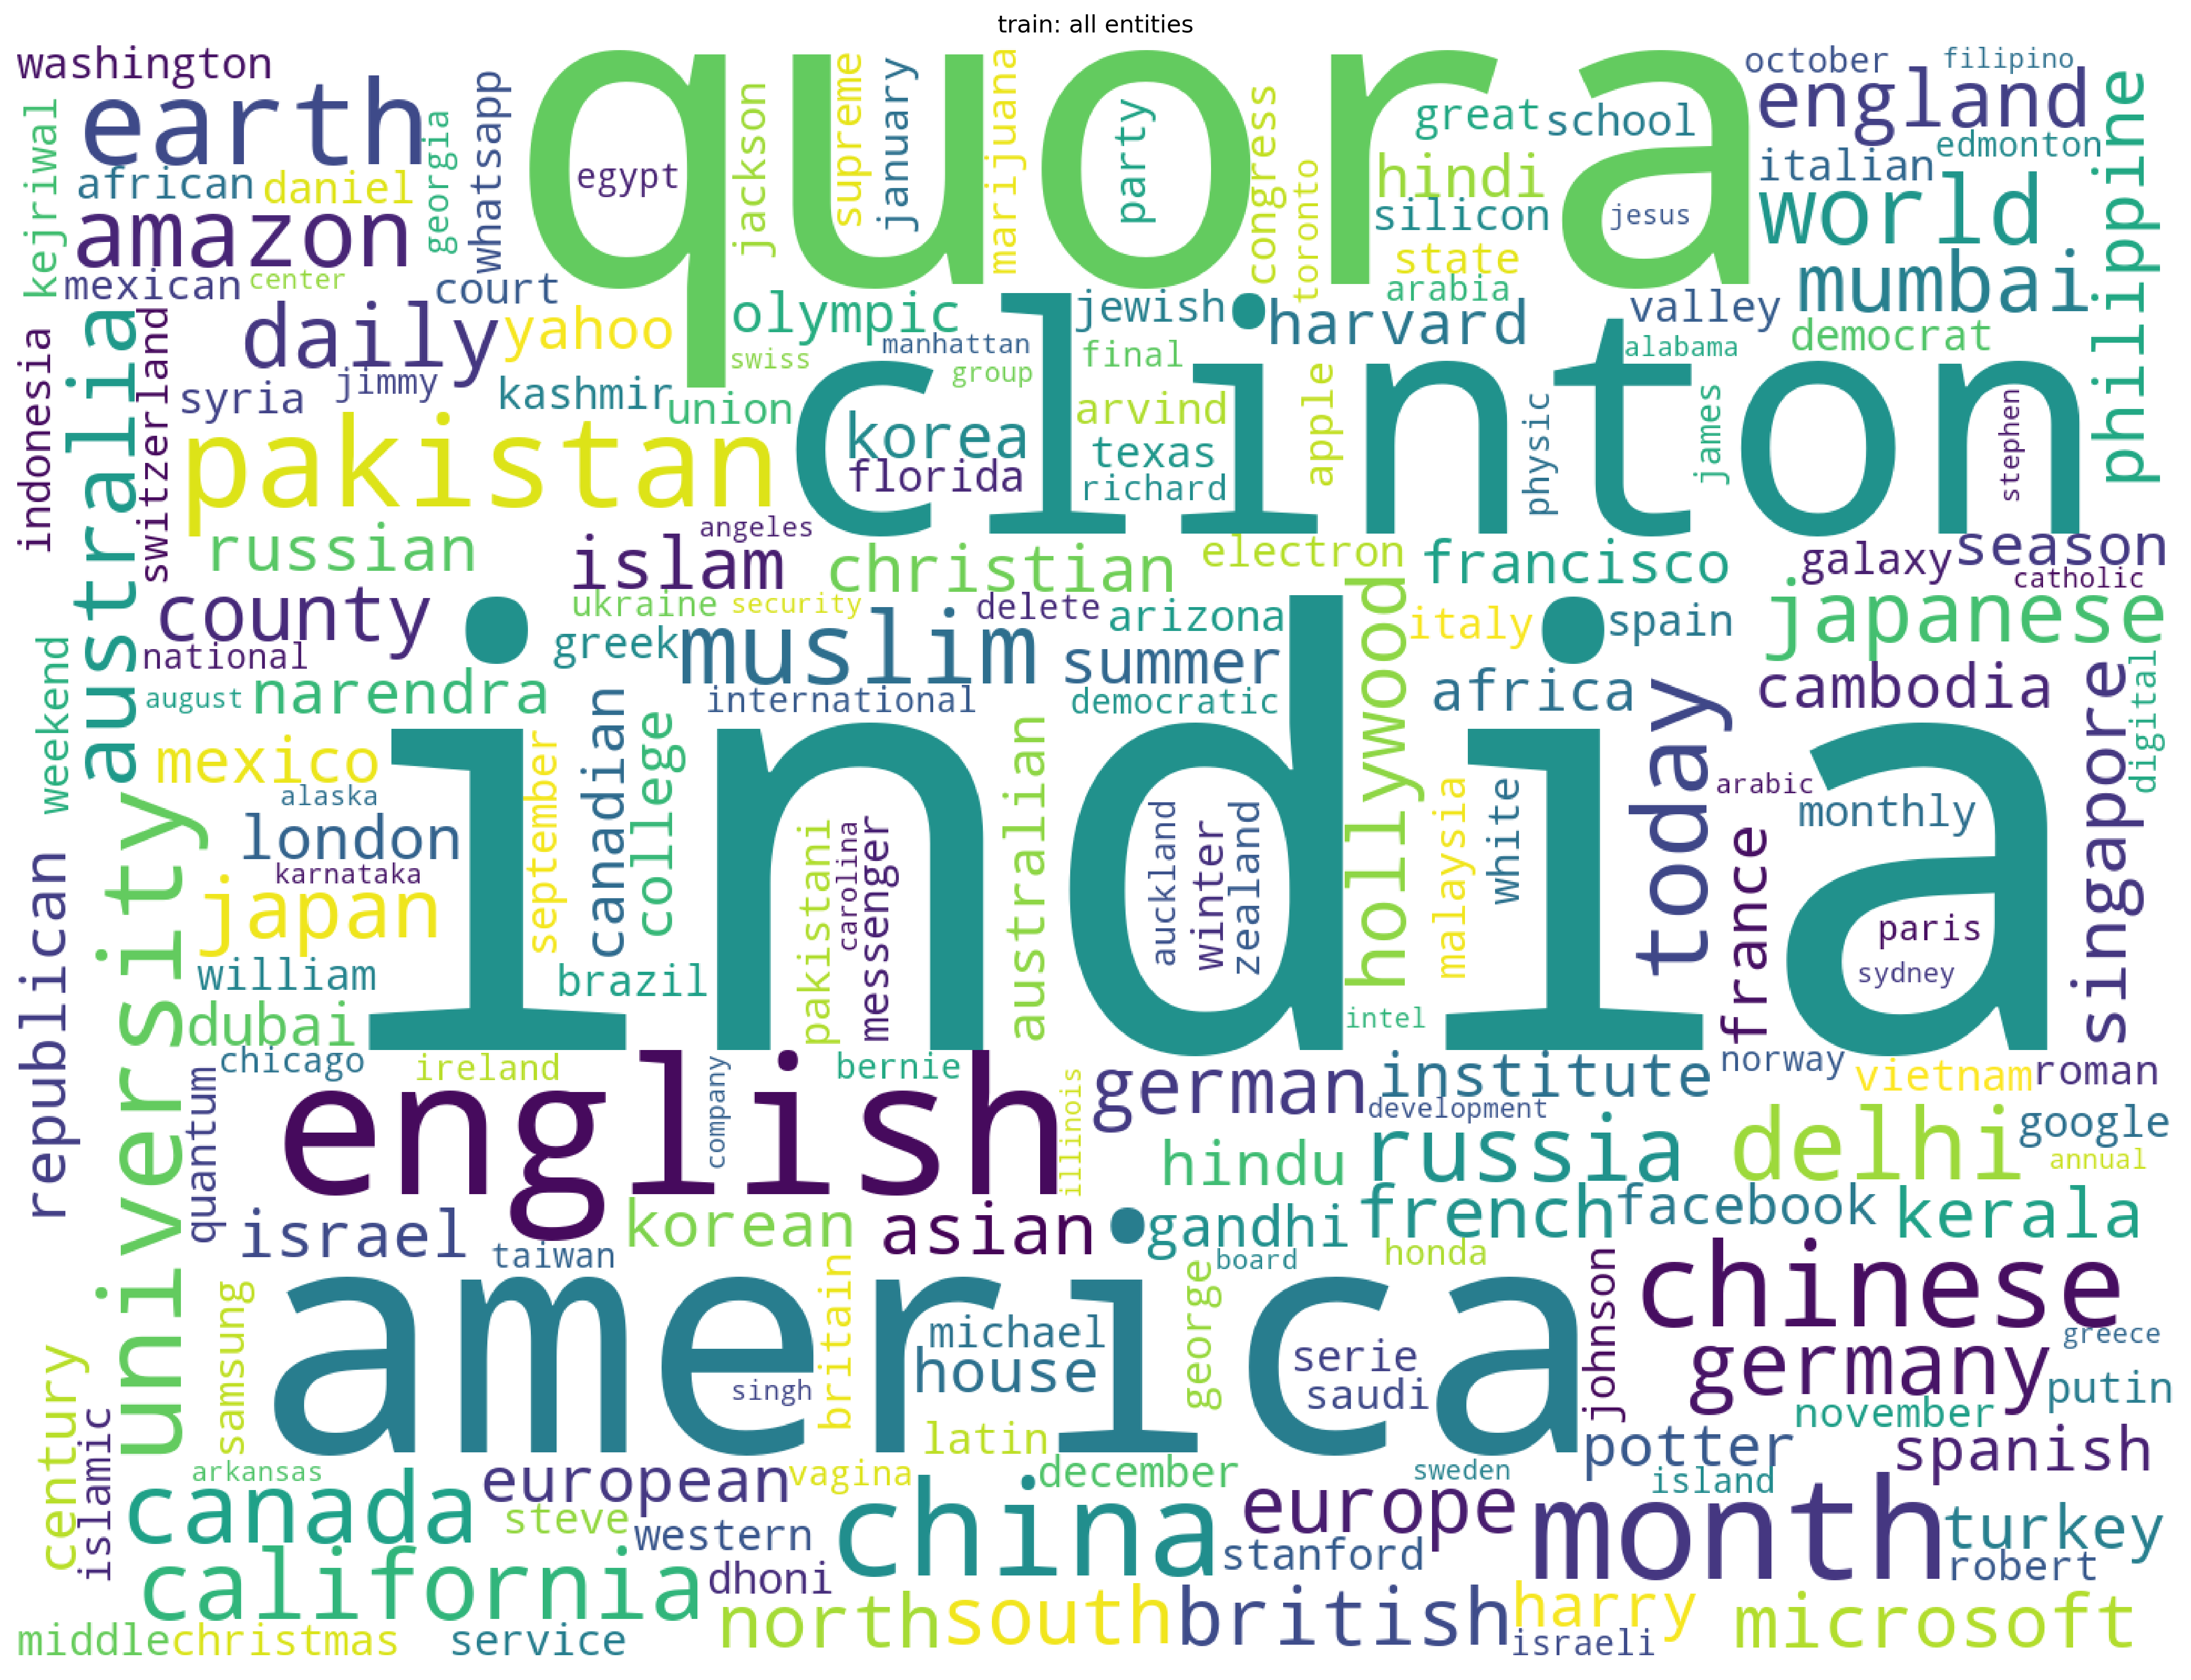 train: all entities
washington
quora
october
filipino
earth
kejriwal
georgia
whatsapp
egypt
jackson
supreme
january
marijuana
party
congress
toronto
great
school
england
philippine
hindi
italian
edmonton
african
daniel
silicon
jesus
world
amazon
state
mexican
center
court
arabia
mumbai
australia
switzerland
indonesia
daily
yahoo
olympic
jewish
harvard
valley
democrat
clinton
manhattan
swiss
group
final
alabama
syria
jimmy
kashmir
union
korea
arvind
apple
physic
james
stephen
pakistan
florida
texas
richard
russian
angeles
islam
christian
electron
francisco
galaxy
season
catholic
county
ukraine
security
delete
arizona
hollywood
italy
spain
japanese
national
greek
muslim
summer
weekend
august
narendra
international
democratic
africa
cambodia
singapore
digital
india
mexico
september
canadian
college
australian
today
arabic
monthly
alaska
london
pakistani
carolina
messenger
auckland
winter
zealand
malaysia
white
france
karnataka
japan
paris
university
republican
william
brazil
sydney
dubai
intel
chicago
ireland
bernie
norway
vietnam
roman
quantum
english
company
illinois
german
institute
development
hindu
russia
delhi
google
annual
israel
korean
asian
gandhi
french
facebook
kerala
taiwan
board
honda
america
samsung
britain
michael
house
singh
george
serie
saudi
johnson
chinese
germany
greece
putin
century
islamic
latin
november
potter
spanish
arkansas
european
vagina
december
sweden
island
canada
steve
western
china
europe
month
turkey
stanford
robert
california
dhoni
north
south
british
harry
microsoft
middle
christmas
service
israeli